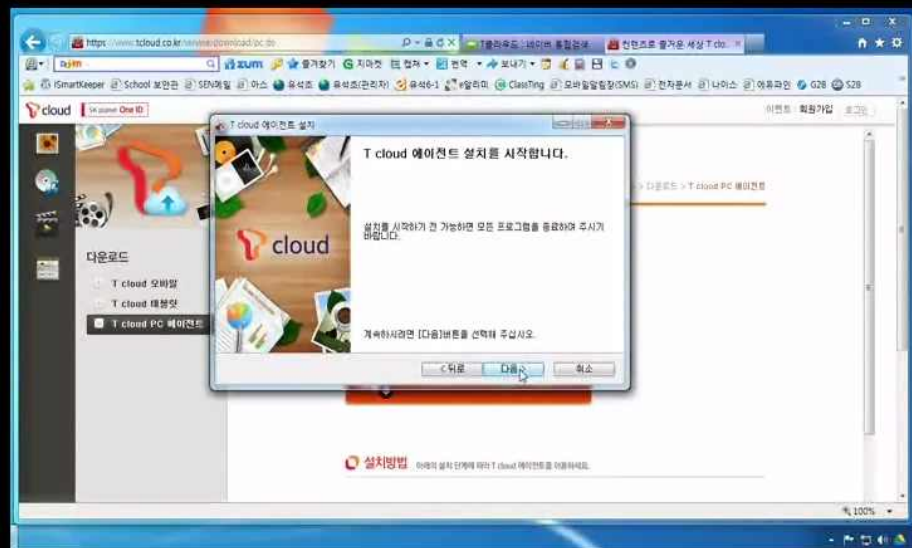 https://www.tcloud.co.kr/
T클라우드 : 네이버 통합검색
컨텐츠로 즐거운 세상 T clo...
zum 즐겨찾기 G 지마켓 번역 보내기
iSmartKeeper School 보안관 SEN메일 아스 유석초 유석초(관리자) 유석6-1 e알리미 ClassTing 모바일알림장(SMS) 전자문서 나이스 에듀파인 G28 S28
T cloud SK planet One ID
이벤트 회원가입 로그인
T cloud 에이전트 설치
T cloud 에이전트 설치를 시작합니다.
> 다운로드 > T cloud PC 에이전트
설치를 시작하기 전 가능하면 모든 프로그램을 종료하여 주시기
바랍니다.
T cloud
다운로드
T cloud 모바일
T cloud 태블릿
T cloud PC 에이전트
계속하시려면 [다음]버튼을 선택해 주십시오.
< 뒤로 다음 > 취소
설치방법 아래의 설치 단계에 따라 T cloud 에이전트를 이용하세요.
100%